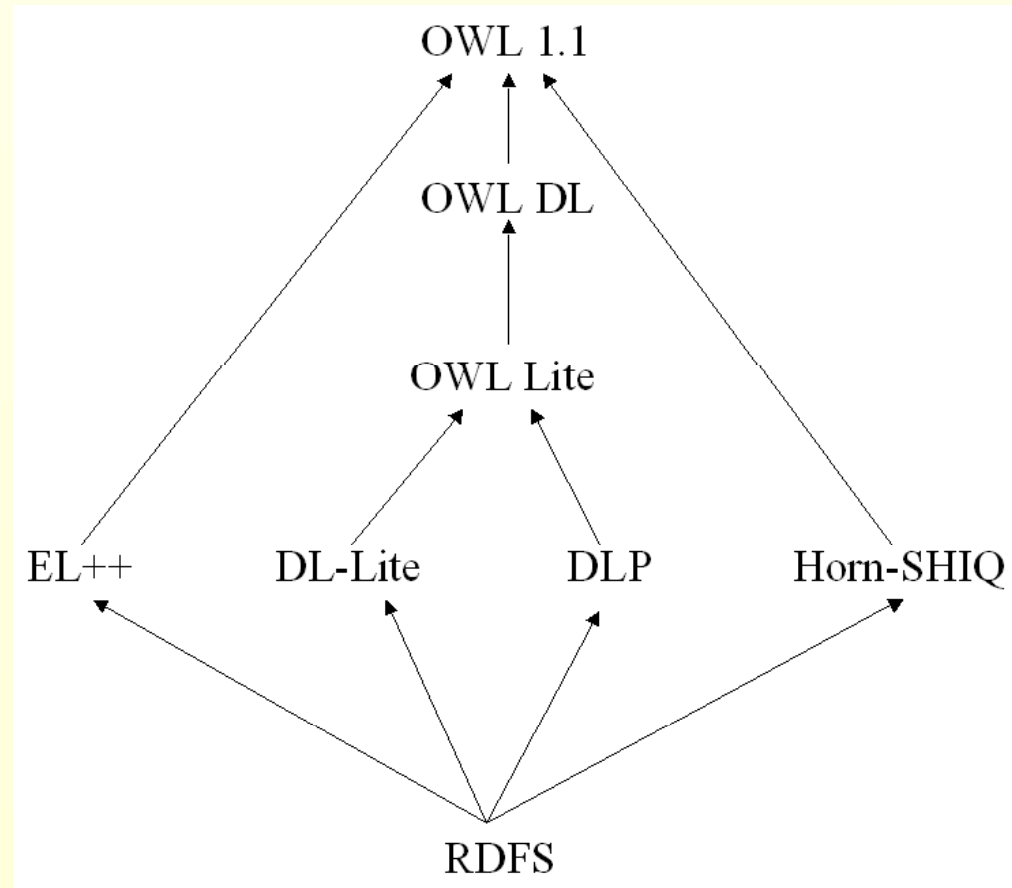 OWL 1.1
OWL DL
OWL Lite
EL++
DL-Lite
DLP
Horn-SHIQ
RDFS